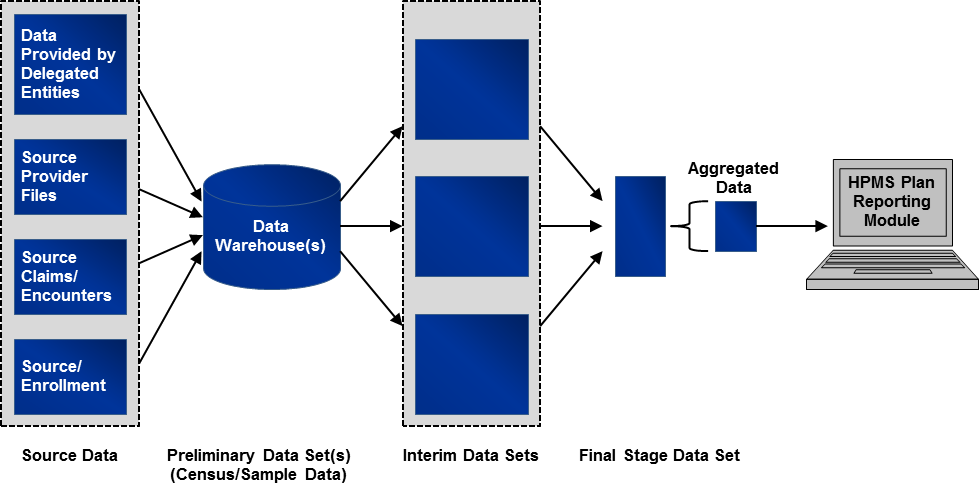 Data
Provided by
Delegated
Entities
Source
Provider
Files
Source
Claims/
Encounters
Source/
Enrollment
Data
Warehouse(s)
Aggregated
Data
HPMS Plan
Reporting
Module
Source Data
Preliminary Data Set(s)
(Census/Sample Data)
Interim Data Sets
Final Stage Data Set